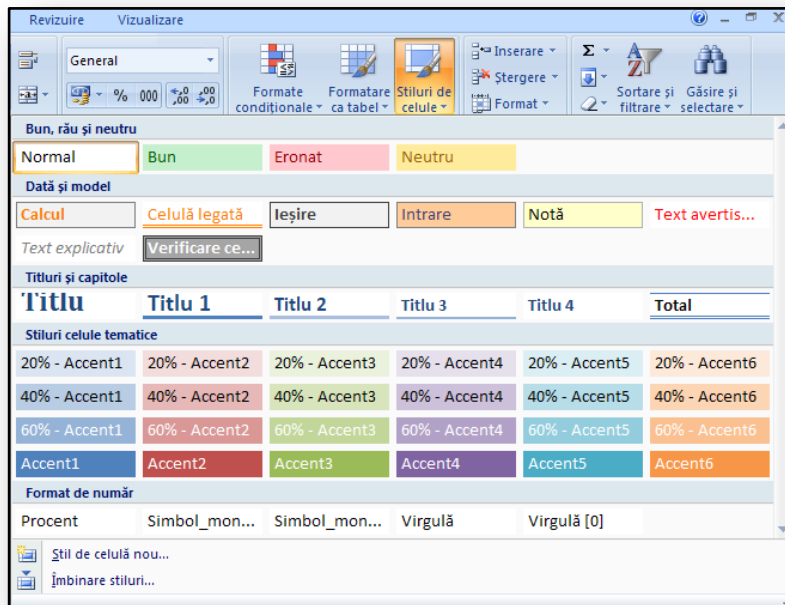 Revizuire Vizualizare
General
% 000 ,00 ,00
Formate condiționale
Formatare ca tabel
Stiluri de celule
Inserare
Ștergere
Format
Σ
Sortare și filtrare
Găsire și selectare
Bun, rău și neutru
Normal Bun Eronat Neutru
Dată și model
Calcul Celulă legată Ieșire Intrare Notă Text avertis...
Text explicativ Verificare ce...
Titluri și capitole
Titlu Titlu 1 Titlu 2 Titlu 3 Titlu 4 Total
Stiluri celule tematice
20% - Accent1 20% - Accent2 20% - Accent3 20% - Accent4 20% - Accent5 20% - Accent6
40% - Accent1 40% - Accent2 40% - Accent3 40% - Accent4 40% - Accent5 40% - Accent6
60% - Accent1 60% - Accent2 60% - Accent3 60% - Accent4 60% - Accent5 60% - Accent6
Accent1 Accent2 Accent3 Accent4 Accent5 Accent6
Format de număr
Procent Simbol_mon... Simbol_mon... Virgulă Virgulă [0]
Stil de celulă nou...
Îmbinare stiluri...